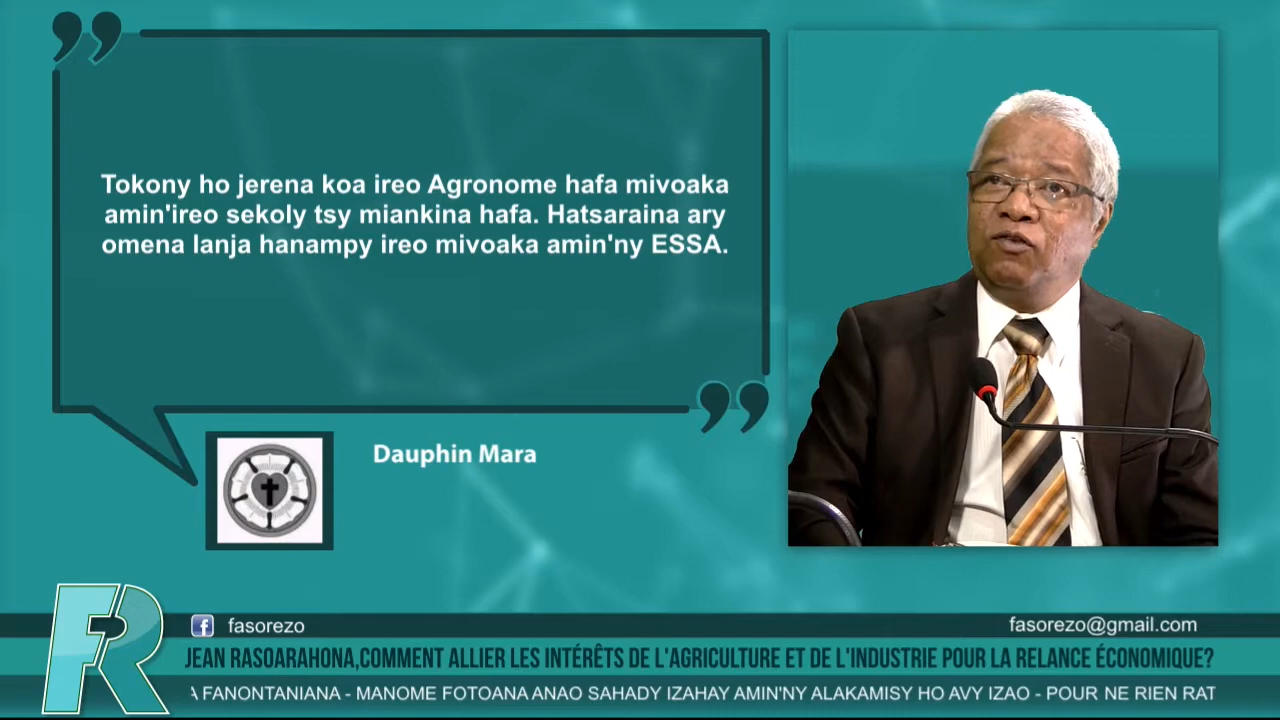 Tokony ho jerena koa ireo Agronome hafa mivoaka
amin'ireo sekoly tsy miankina hafa. Hatsaraina ary
omena lanja hanampy ireo mivoaka amin'ny ESSA.
Dauphin Mara
FR
fasorezo
fasorezo@gmail.com
JEAN RASOARAHONA,COMMENT ALLIER LES INTÉRÊTS DE L'AGRICULTURE ET DE L'INDUSTRIE POUR LA RELANCE ÉCONOMIQUE?
A FANONTANIANA - MANOME FOTOANA ANAO SAHADY IZAHAY AMIN'NY ALAKAMISY HO AVY IZAO - POUR NE RIEN RAT